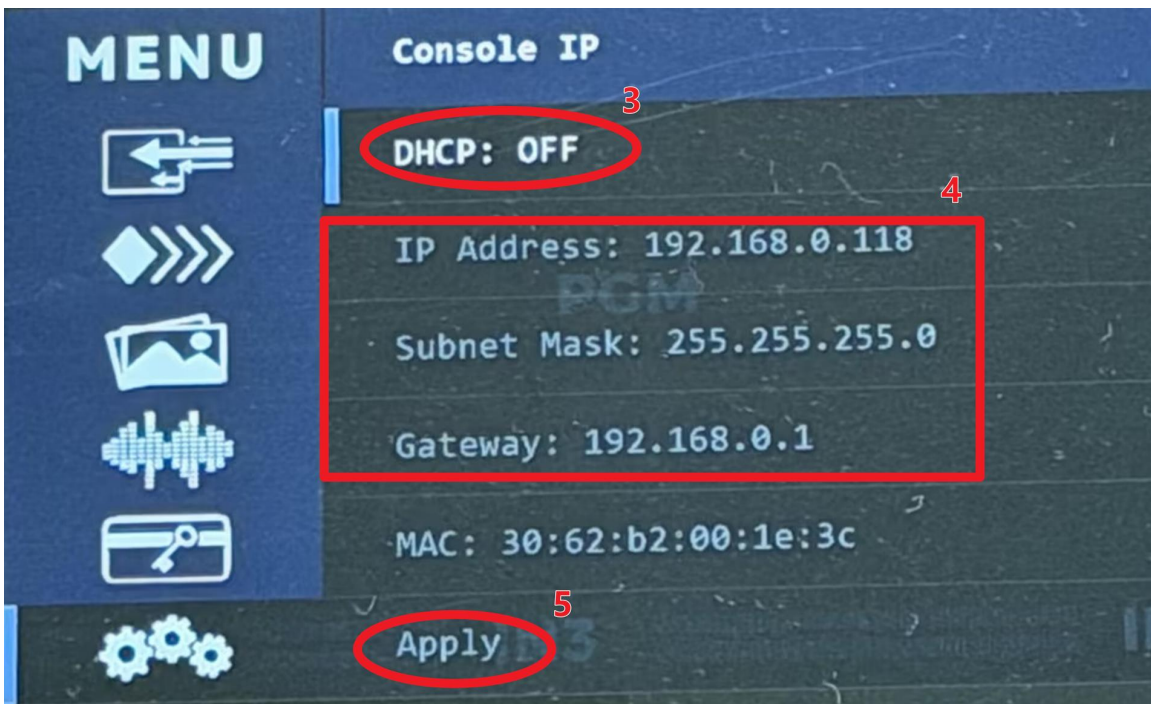 MENU
Console IP
3
DHCP: OFF
4
IP Address: 192.168.0.118
PGM
Subnet Mask: 255.255.255.0
Gateway: 192.168.0.1
MAC: 30:62:b2:00:1e:3c
5
Apply